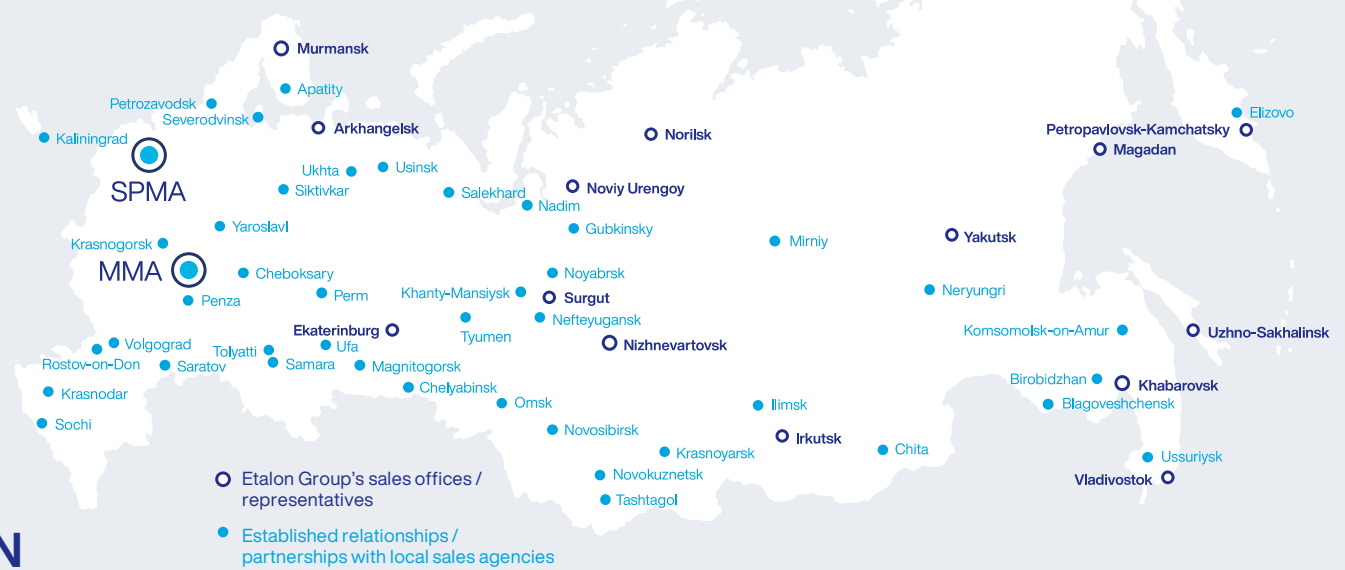 Murmansk
Apatity
Petrozavodsk
Severodvinsk
Elizovo
Arkhangelsk
Petropavlovsk-Kamchatsky
Norilsk
Kaliningrad
Magadan
SPMA
Ukhta
Usinsk
Siktivkar
Salekhard
Noviy Urengoy
Nadim
Yaroslavl
Gubkinsky
Yakutsk
Mirniy
Krasnogorsk
MMA
Cheboksary
Noyabrsk
Neryungri
Khanty-Mansiysk
Perm
Surgut
Penza
Nefteyugansk
Ekaterinburg
Komsomolsk-on-Amur
Uzhno-Sakhalinsk
Tyumen
Volgograd
Nizhnevartovsk
Ufa
Tolyatti
Rostov-on-Don
Saratov
Samara
Magnitogorsk
Birobidzhan
Khabarovsk
Chelyabinsk
Krasnodar
Omsk
Ilimsk
Blagoveshchensk
Sochi
Novosibirsk
Irkutsk
Krasnoyarsk
Chita
Ussuriysk
Novokuznetsk
Vladivostok
Tashtagol
Etalon Group's sales offices /
representatives
Established relationships /
partnerships with local sales agencies
N